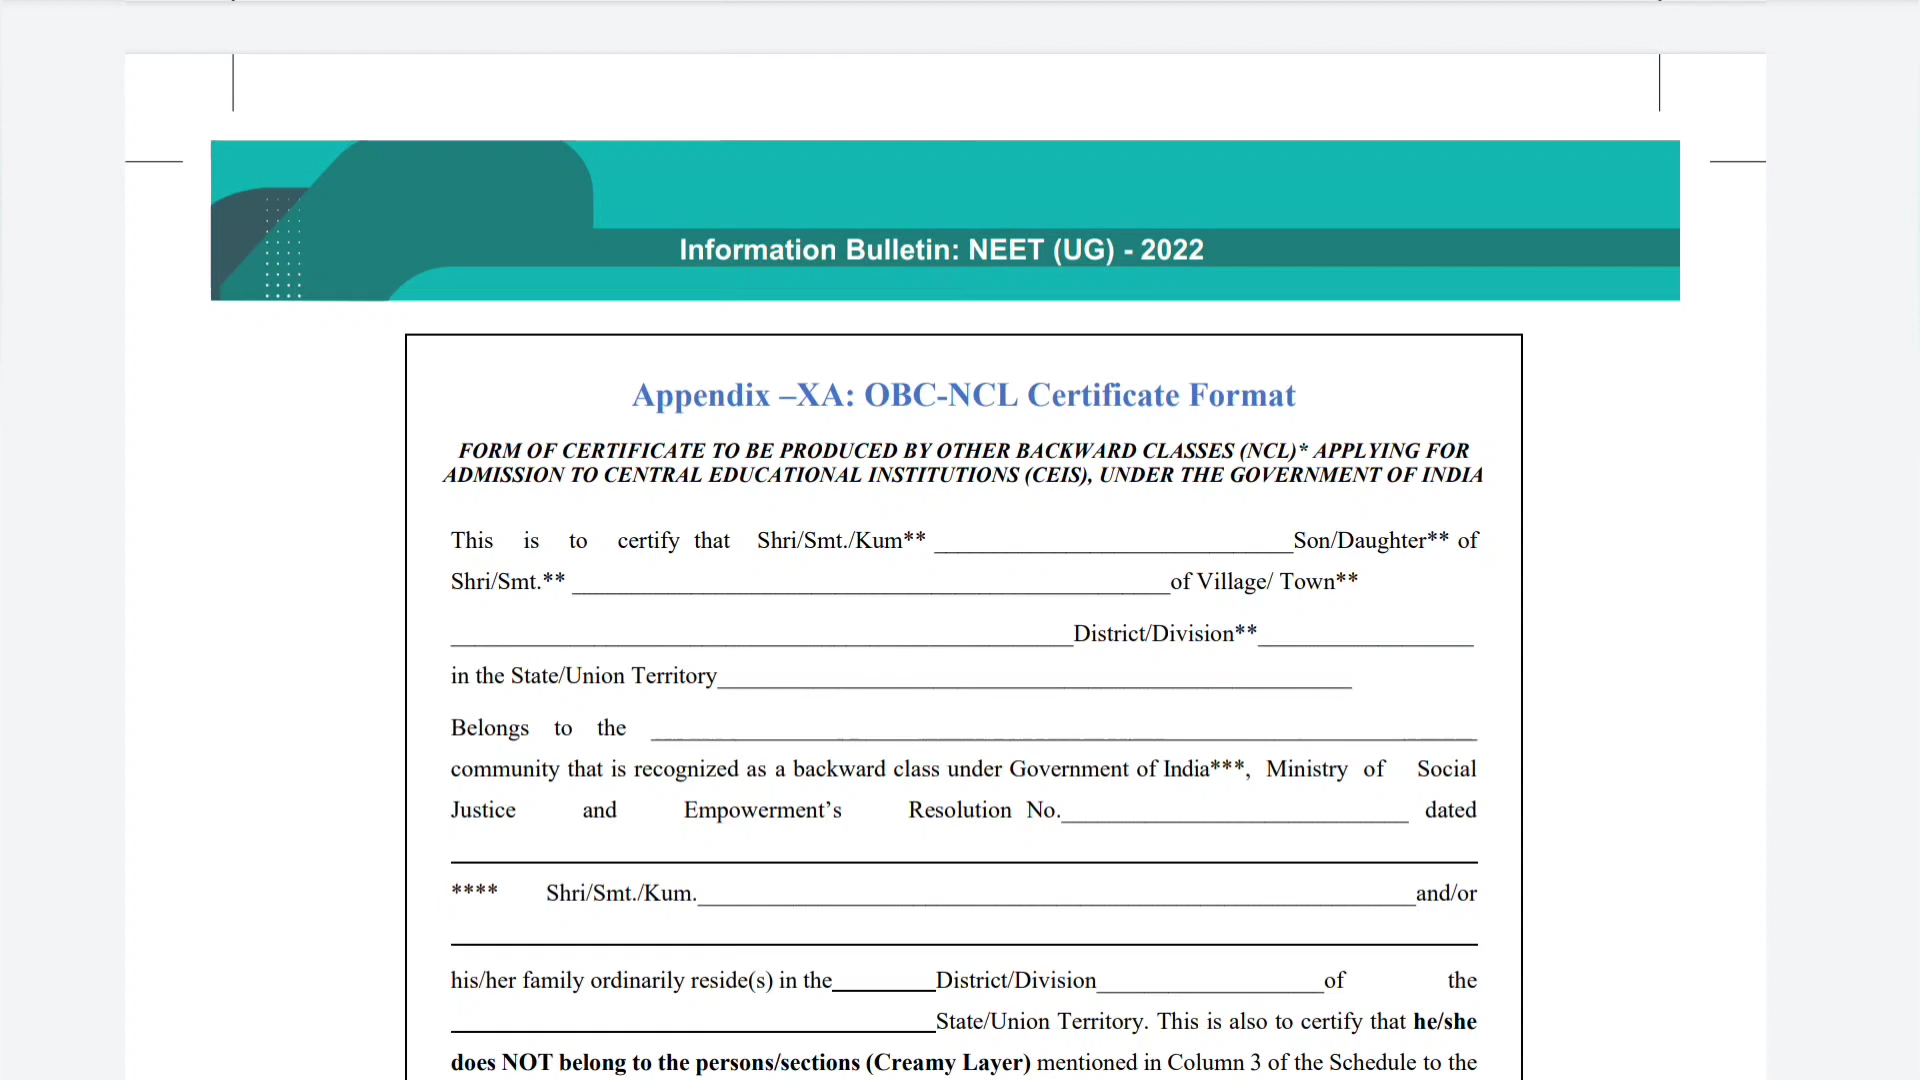 Information Bulletin: NEET (UG) - 2022
Appendix –XA: OBC-NCL Certificate Format
FORM OF CERTIFICATE TO BE PRODUCED BY OTHER BACKWARD CLASSES (NCL)* APPLYING FOR
ADMISSION TO CENTRAL EDUCATIONAL INSTITUTIONS (CEIS), UNDER THE GOVERNMENT OF INDIA
This is to certify that Shri/Smt./Kum** ______________________________Son/Daughter** of
Shri/Smt.** __________________________________________________of Village/ Town**
____________________________________________________District/Division**__________________
in the State/Union Territory_____________________________________________________
Belongs to the _____________________________________________________________________
community that is recognized as a backward class under Government of India***, Ministry of Social
Justice and Empowerment’s Resolution No._____________________________ dated
**** Shri/Smt./Kum.____________________________________________________________and/or
his/her family ordinarily reside(s) in the_________District/Division___________________of the
_________________________________________State/Union Territory. This is also to certify that he/she
does NOT belong to the persons/sections (Creamy Layer) mentioned in Column 3 of the Schedule to the